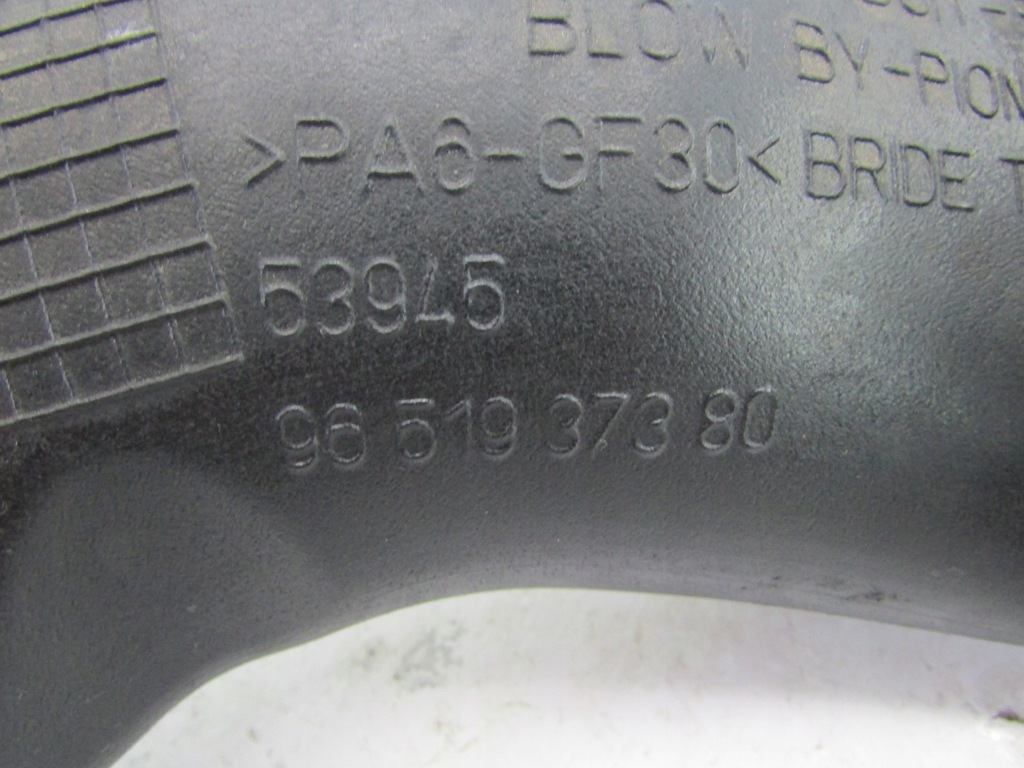 BLOW BY-PION
>PA6-GF30< BRIDE T
53945
96 519 373 80